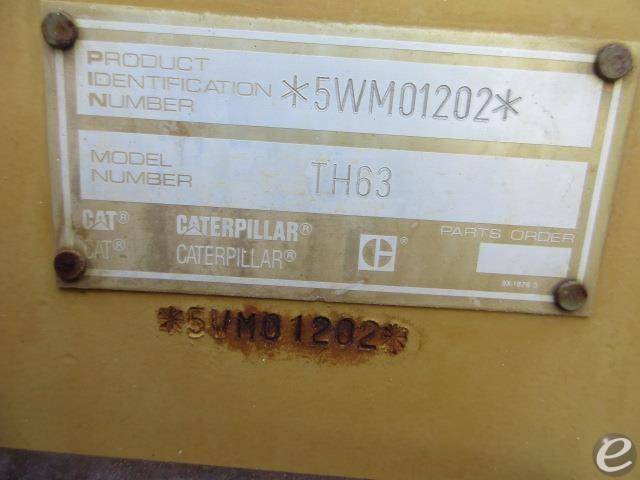 PRODUCT
IDENTIFICATION
NUMBER
*5WM01202*
MODEL
NUMBER
TH63
CAT® CATERPILLAR®
CAT® CATERPILLAR®
C ®
PARTS ORDER
*5WM01202*
e